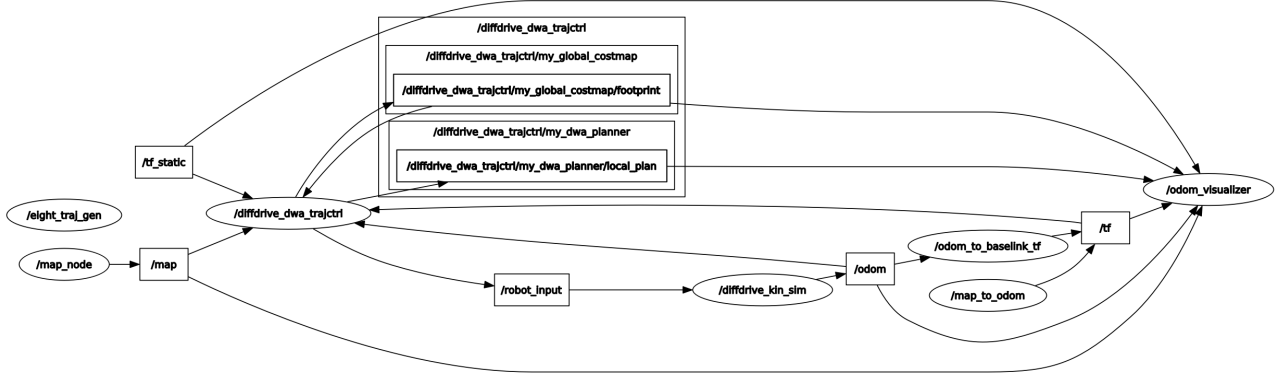 /diffdrive_dwa_trajctrl
/diffdrive_dwa_trajctrl/my_global_costmap
/diffdrive_dwa_trajctrl/my_global_costmap/footprint
/diffdrive_dwa_trajctrl/my_dwa_planner
/diffdrive_dwa_trajctrl/my_dwa_planner/local_plan
/tf_static
/odom_visualizer
/eight_traj_gen
/diffdrive_dwa_trajctrl
/tf
/odom_to_baselink_tf
/map_node
/map
/odom
/robot_input
/diffdrive_kin_sim
/map_to_odom